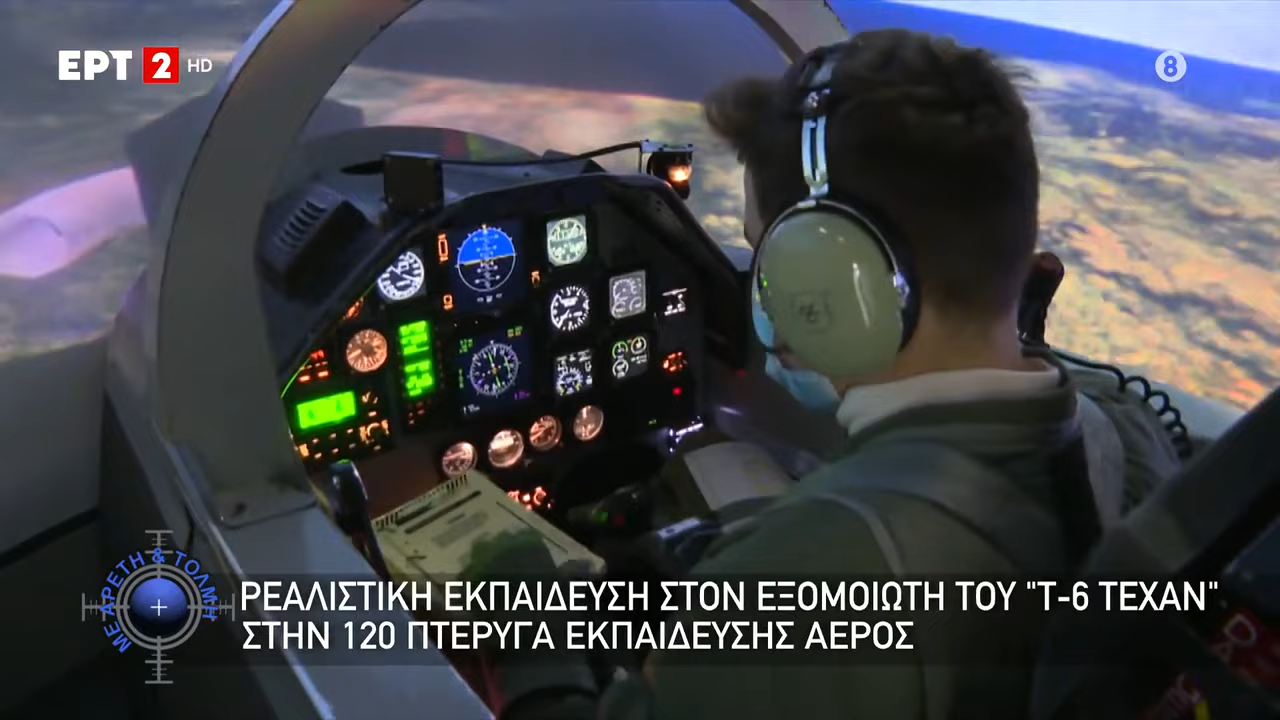 ΕΡΤ 2 HD
8
ΜΕ ΑΡΕΤΗ & ΤΟΛΜΗ
ΡΕΑΛΙΣΤΙΚΗ ΕΚΠΑΙΔΕΥΣΗ ΣΤΟΝ ΕΞΟΜΟΙΩΤΗ ΤΟΥ "Τ-6 ΤΕΧΑΝ"
ΣΤΗΝ 120 ΠΤΕΡΥΓΑ ΕΚΠΑΙΔΕΥΣΗΣ ΑΕΡΟΣ